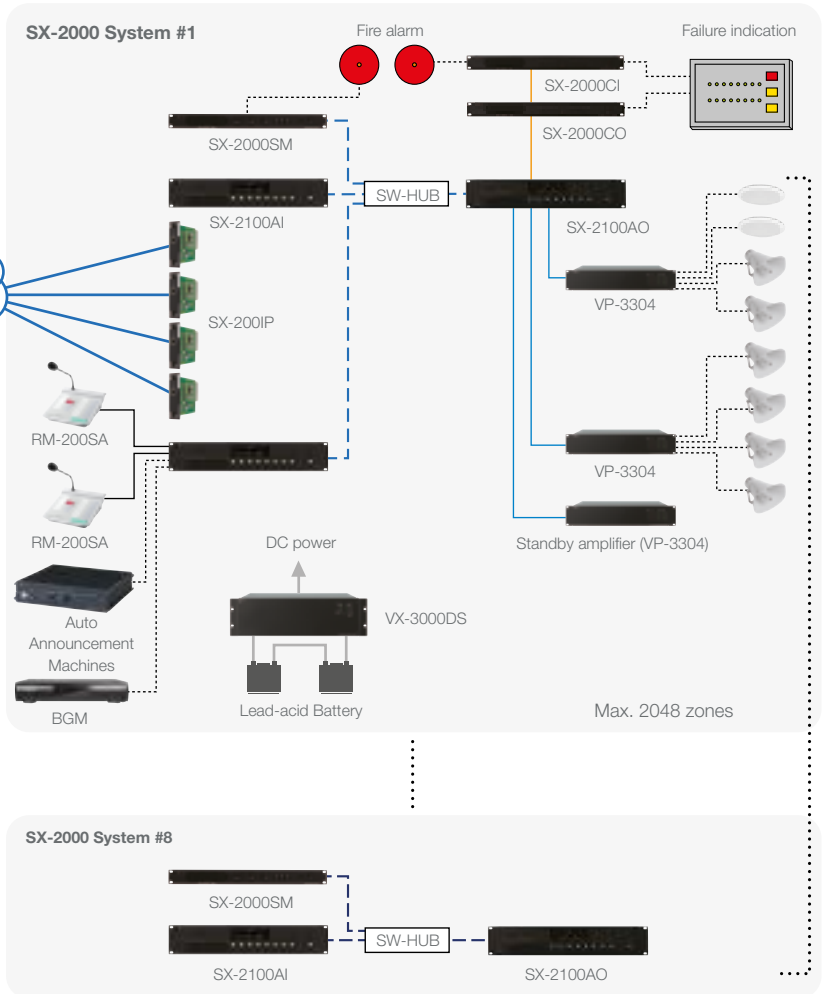 SX-2000 System #1
Fire alarm
Failure indication
SX-2000CI
SX-2000CO
SX-2000SM
SW-HUB
SX-2100AI
SX-2100AO
VP-3304
SX-200IP
RM-200SA
VP-3304
RM-200SA
DC power
Standby amplifier (VP-3304)
Auto
Announcement
Machines
VX-3000DS
Lead-acid Battery
BGM
Max. 2048 zones
SX-2000 System #8
SX-2000SM
SW-HUB
SX-2100AI
SX-2100AO